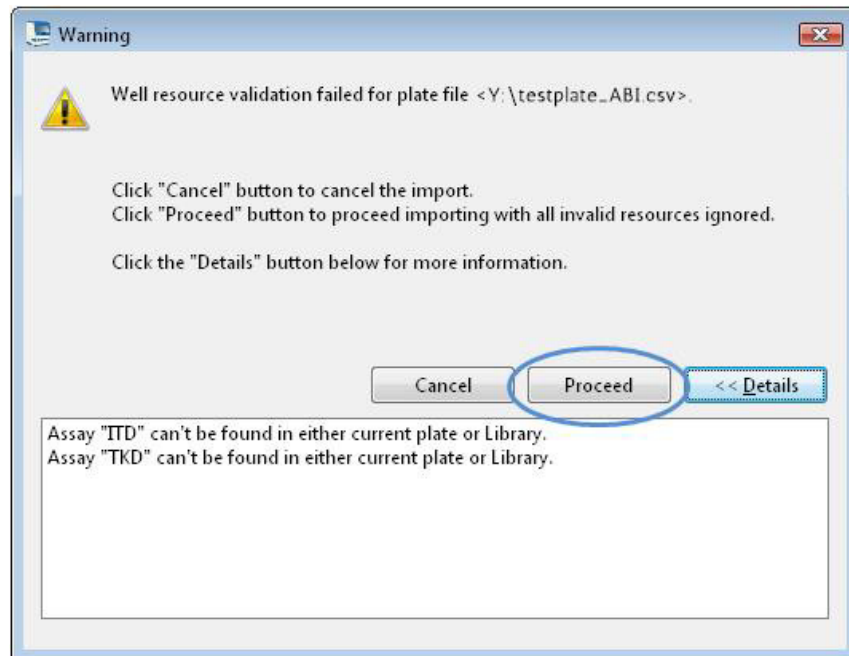 Warning
Well resource validation failed for plate file <Y:\testplate_ABI.csv>.
Click "Cancel" button to cancel the import.
Click "Proceed" button to proceed importing with all invalid resources ignored.
Click the "Details" button below for more information.
Cancel
Proceed
<< Details
Assay "ITD" can't be found in either current plate or Library.
Assay "TKD" can't be found in either current plate or Library.